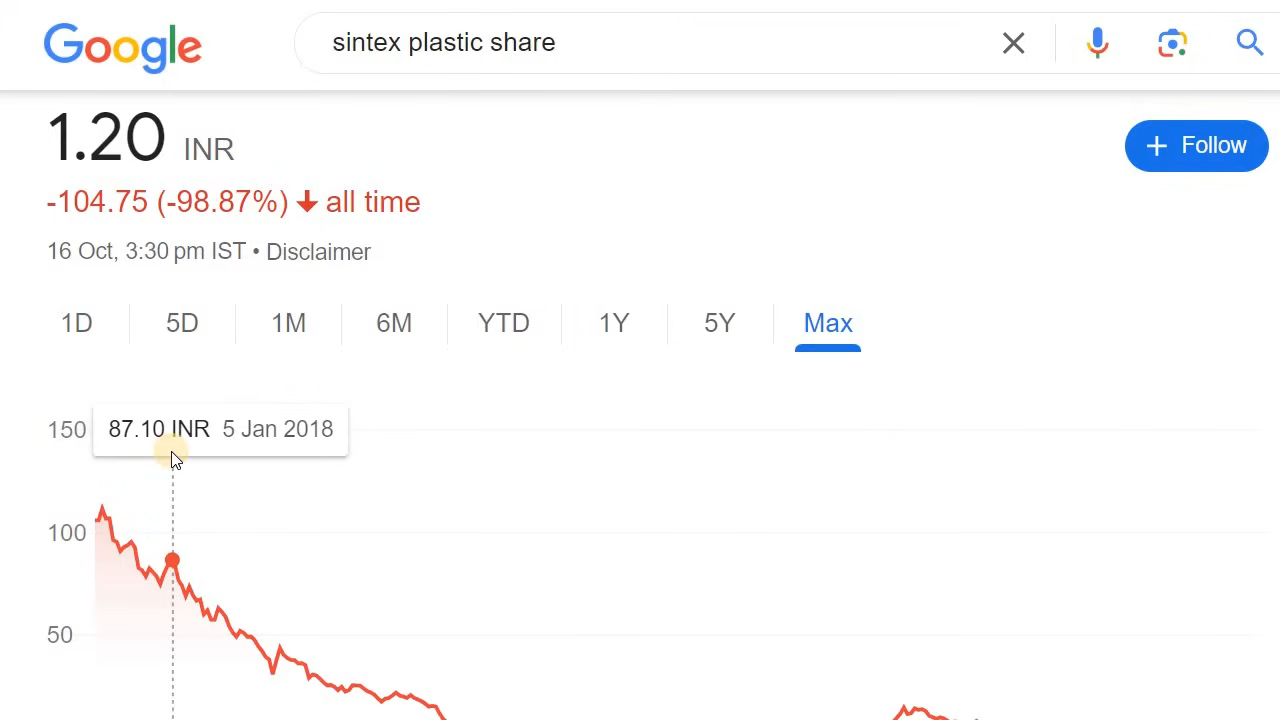 Google
sintex plastic share
1.20 INR
+ Follow
-104.75 (-98.87%) ↓ all time
16 Oct, 3:30 pm IST • Disclaimer
1D 5D 1M 6M YTD 1Y 5Y Max
150
87.10 INR 5 Jan 2018
100
50